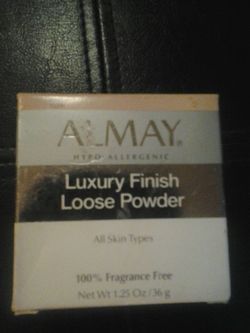 ALMAY®
HYPO-ALLERGENIC
Luxury Finish
Loose Powder
All Skin Types
100% Fragrance Free
Net Wt 1.25 Oz/36 g